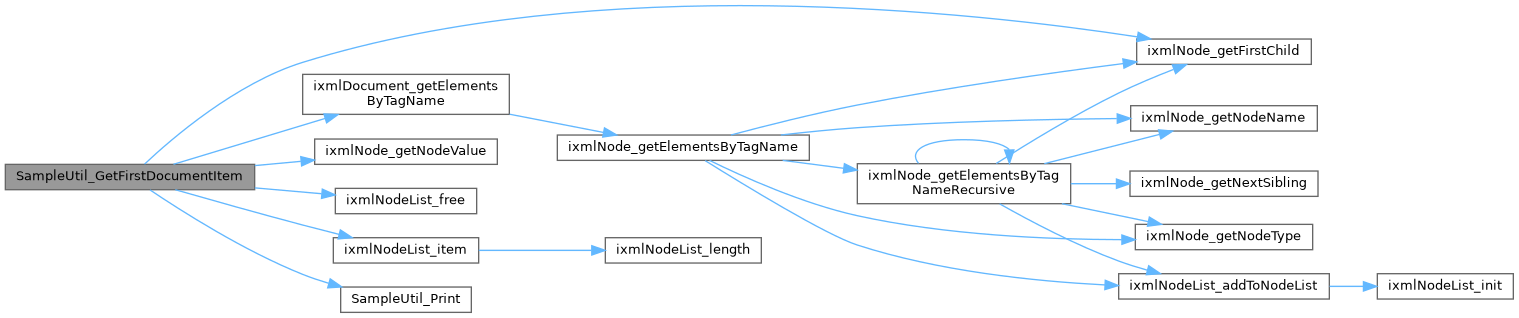 SampleUtil_GetFirstDocumentItem
ixmlDocument_getElements
ByTagName
ixmlNode_getNodeValue
ixmlNodeList_free
ixmlNodeList_item
SampleUtil_Print
ixmlNode_getElementsByTagName
ixmlNodeList_length
ixmlNode_getElementsByTag
NameRecursive
ixmlNode_getFirstChild
ixmlNode_getNodeName
ixmlNode_getNextSibling
ixmlNode_getNodeType
ixmlNodeList_addToNodeList
ixmlNodeList_init